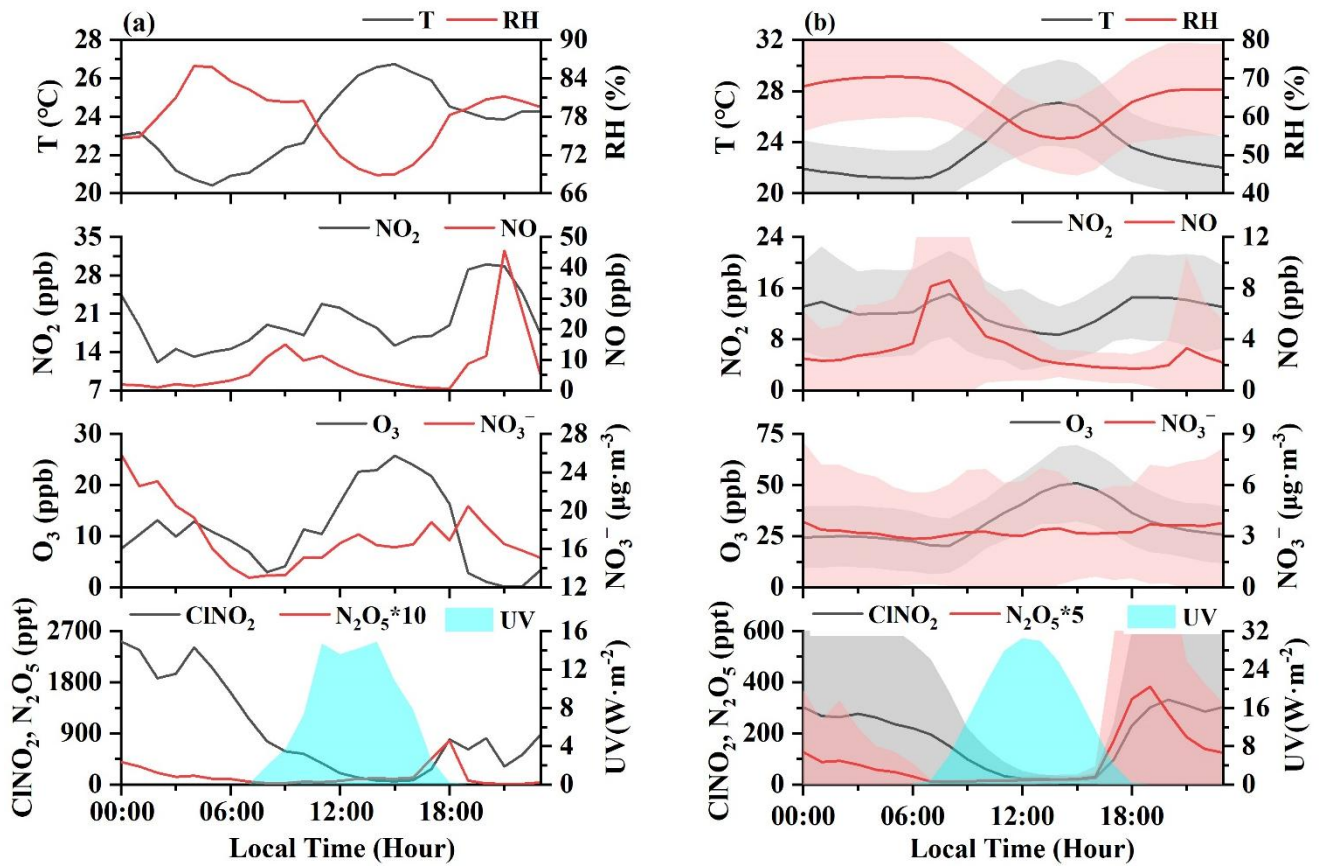 (a) T RH
28 90
26 84
T (℃) 24 78 RH (%)
22 72
20 66
NO₂ NO
35 50
28 40
NO₂ (ppb) 21 30 NO (ppb)
20
14 10
7 0
O₃ NO₃⁻
30 28
24
O₃ (ppb) 20 20 NO₃⁻ (μg·m⁻³)
10 16
0 12
ClNO₂ N₂O₅*10 UV
2700 16
ClNO₂, N₂O₅ (ppt) 1800 12 UV(W·m⁻²)
8
900 4
0 0
00:00 06:00 12:00 18:00
Local Time (Hour)
(b) T RH
32 80
28 70
T (℃) 24 60 RH (%)
50
20 40
NO₂ NO
24 12
NO₂ (ppb) 16 8 NO (ppb)
8 4
0 0
O₃ NO₃⁻
75 9
O₃ (ppb) 50 6 NO₃⁻ (μg·m⁻³)
25 3
0 0
ClNO₂ N₂O₅*5 UV
600 32
ClNO₂, N₂O₅ (ppt) 400 24 UV(W·m⁻²)
16
200 8
0 0
00:00 06:00 12:00 18:00
Local Time (Hour)